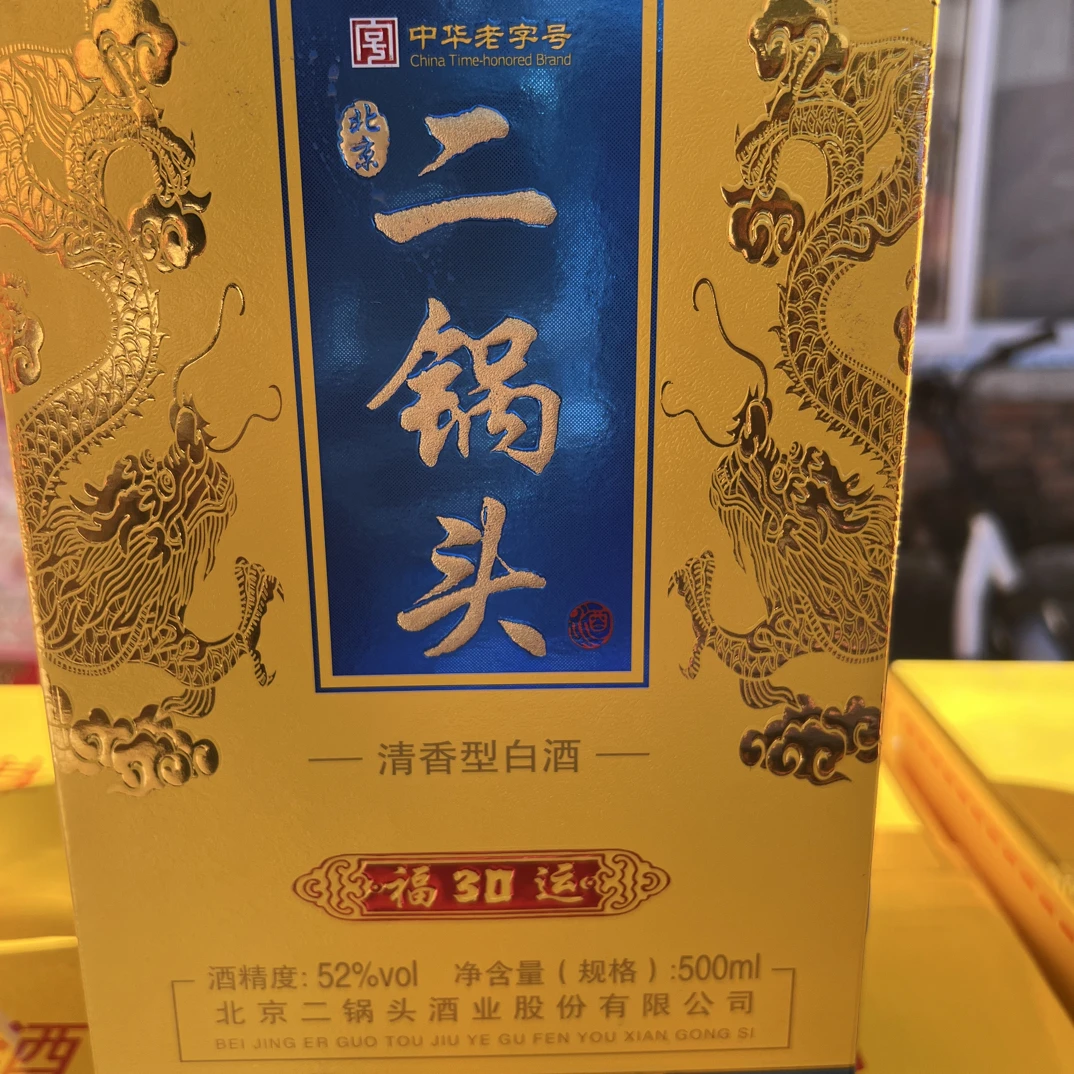 中华老字号
China Time-honored Brand
北京
二锅头
酒
清香型白酒
福30运
酒精度: 52%vol 净含量（规格）:500ml
北京二锅头酒业股份有限公司
BEI JING ER GUO TOU JIU YE GU FEN YOU XIAN GONG SI
酒